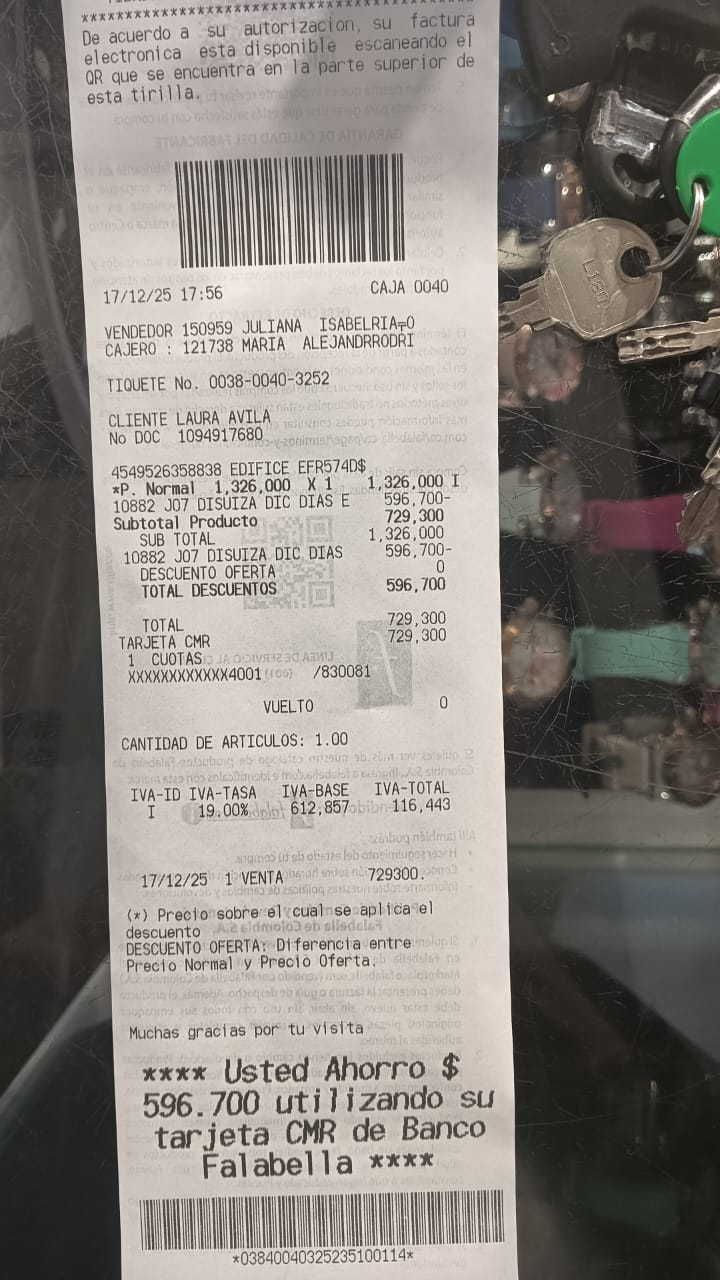 ************************************
De acuerdo a su autorizacion, su factura
electronica esta disponible escaneando el
QR que se encuentra en la parte superior de
esta tirilla.
17/12/25 17:56 CAJA 0040
VENDEDOR 150959 JULIANA ISABELRIA┬O
CAJERO : 121738 MARIA ALEJANDRRODRI
TIQUETE No. 0038-0040-3252
CLIENTE LAURA AVILA
No DOC 1094917680
4549526358838 EDIFICE EFR574D$
*P. Normal 1,326,000 X 1 1,326,000 I
10882 J07 DISUIZA DIC DIAS E 596,700-
Subtotal Producto 729,300
SUB TOTAL 1,326,000
10882 J07 DISUIZA DIC DIAS 596,700-
DESCUENTO OFERTA 0
TOTAL DESCUENTOS 596,700
TOTAL 729,300
TARJETA CMR 729,300
1 CUOTAS
XXXXXXXXXXXX4001 /830081
VUELTO 0
CANTIDAD DE ARTICULOS: 1.00
IVA-ID IVA-TASA IVA-BASE IVA-TOTAL
I 19.00% 612,857 116,443
17/12/25 1 VENTA 729300.
(*) Precio sobre el cual se aplica el
descuento
DESCUENTO OFERTA: Diferencia entre
Precio Normal y Precio Oferta.
Muchas gracias por tu visita
**** Usted Ahorro $
596.700 utilizando su
tarjeta CMR de Banco
Falabella ****
*03840040325235100114*